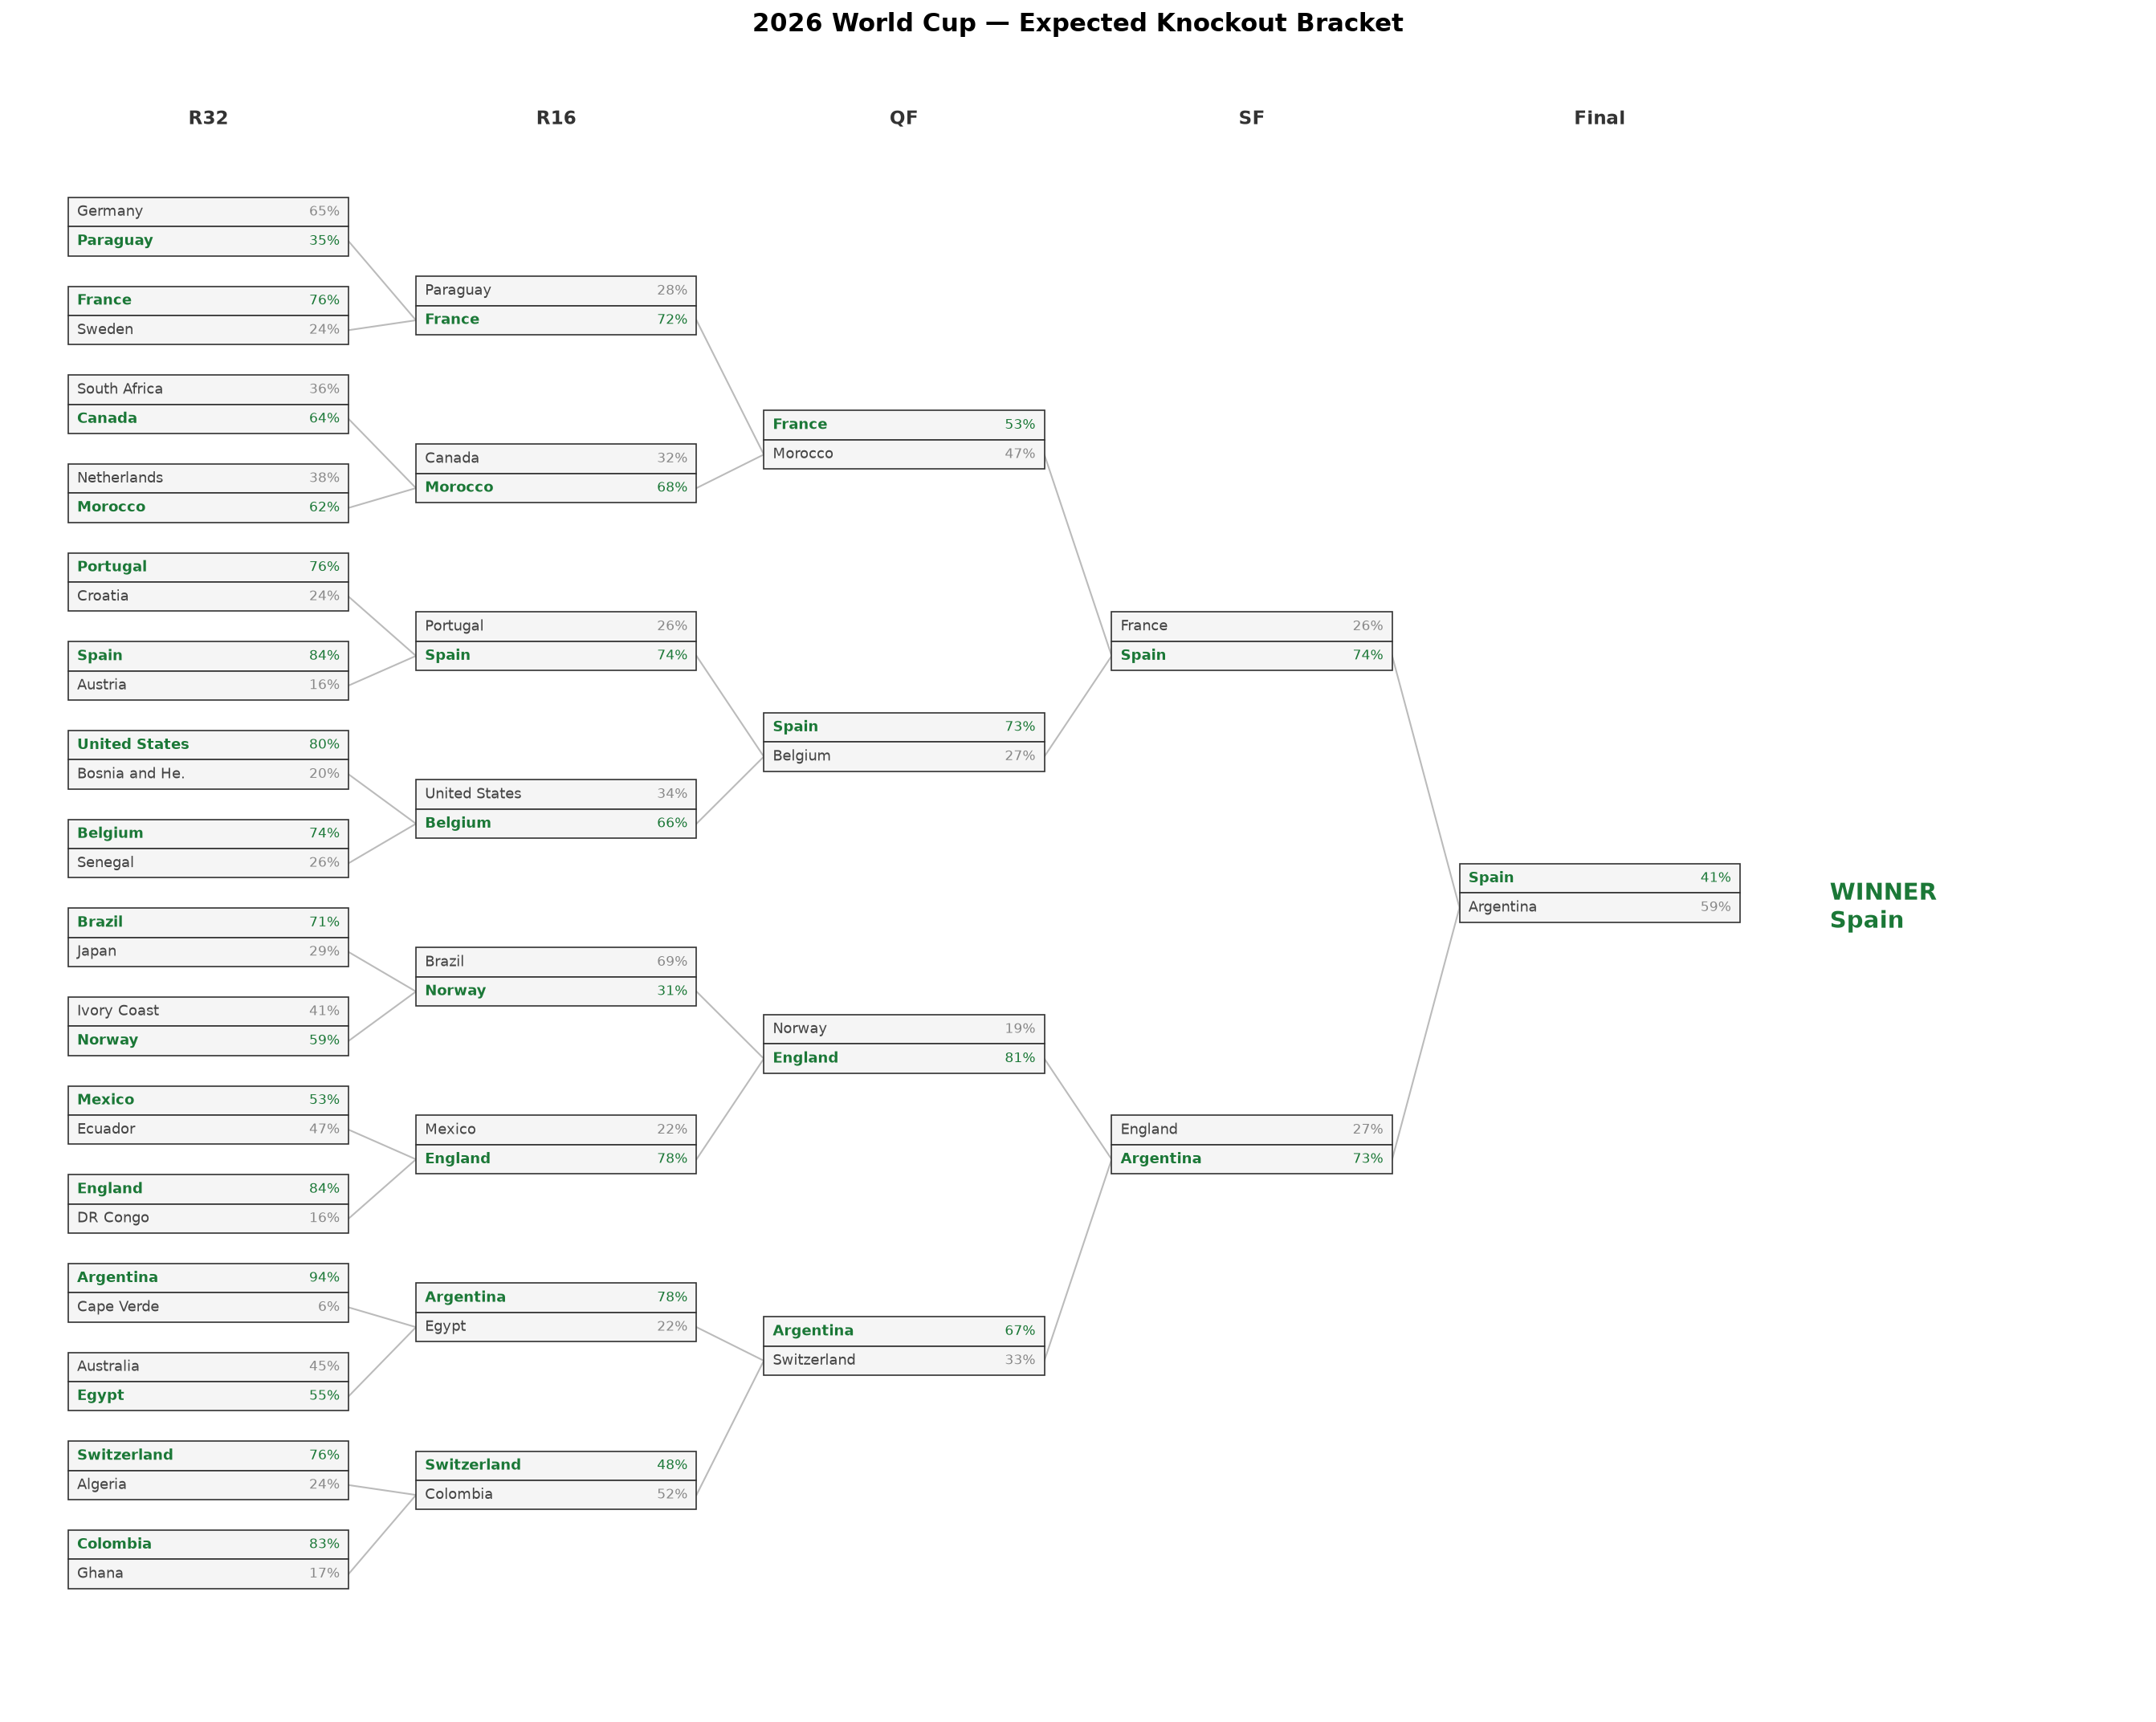 2026 World Cup — Expected Knockout Bracket
R32 R16 QF SF Final
Germany 65%
Paraguay 35%
France 76%
Sweden 24%
South Africa 36%
Canada 64%
Netherlands 38%
Morocco 62%
Portugal 76%
Croatia 24%
Spain 84%
Austria 16%
United States 80%
Bosnia and He. 20%
Belgium 74%
Senegal 26%
Brazil 71%
Japan 29%
Ivory Coast 41%
Norway 59%
Mexico 53%
Ecuador 47%
England 84%
DR Congo 16%
Argentina 94%
Cape Verde 6%
Australia 45%
Egypt 55%
Switzerland 76%
Algeria 24%
Colombia 83%
Ghana 17%
Paraguay 28%
France 72%
Canada 32%
Morocco 68%
Portugal 26%
Spain 74%
United States 34%
Belgium 66%
Brazil 69%
Norway 31%
Mexico 22%
England 78%
Argentina 78%
Egypt 22%
Switzerland 48%
Colombia 52%
France 53%
Morocco 47%
Spain 73%
Belgium 27%
Norway 19%
England 81%
Argentina 67%
Switzerland 33%
France 26%
Spain 74%
England 27%
Argentina 73%
Spain 41%
Argentina 59%
WINNER
Spain